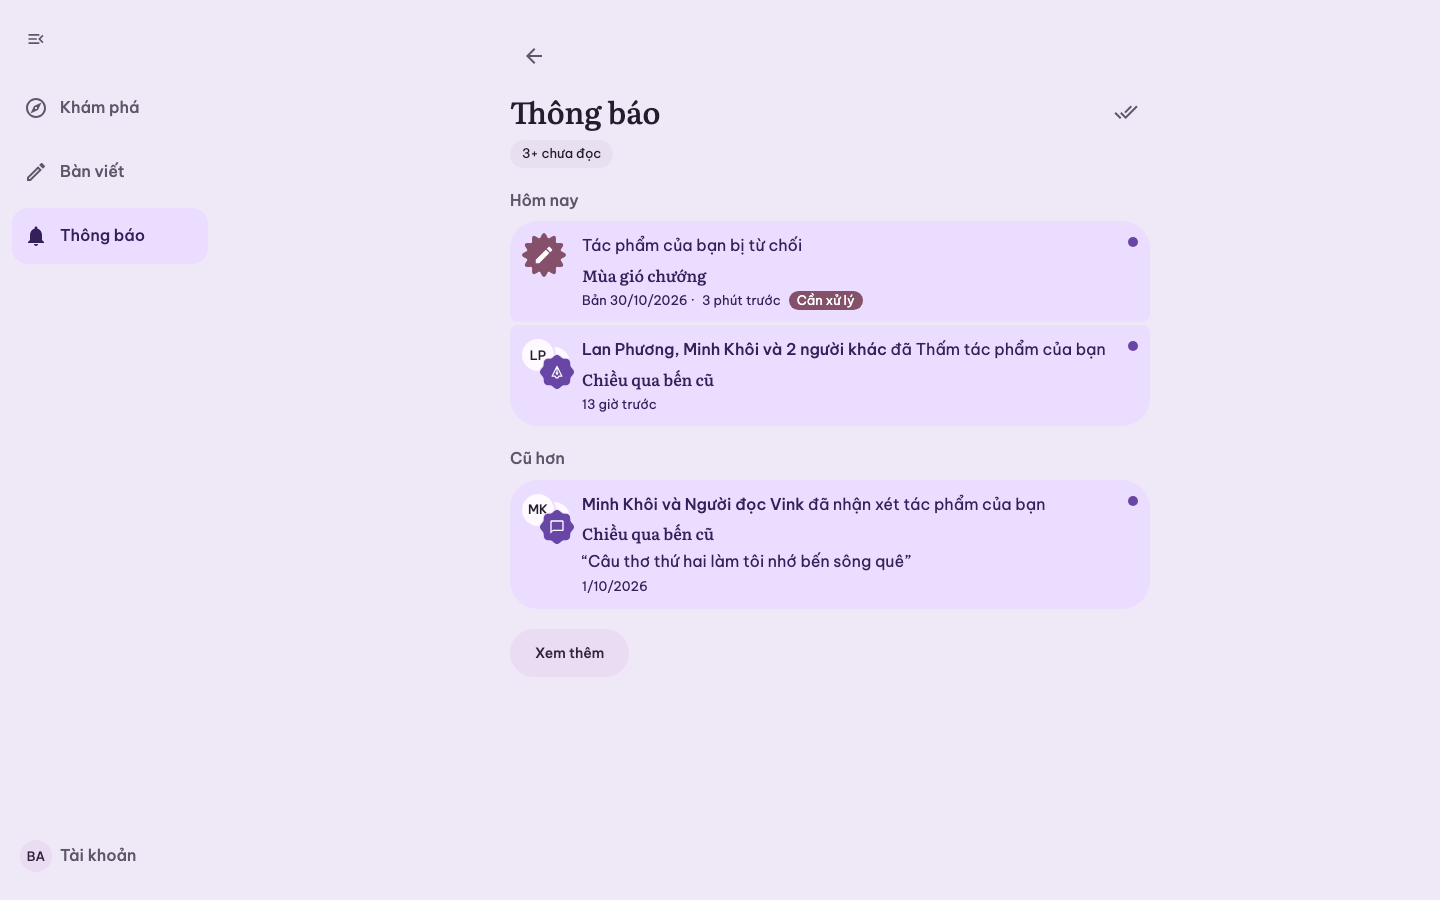 Khám phá
Bàn viết
Thông báo
BA Tài khoản
Thông báo
3+ chưa đọc
Hôm nay
Tác phẩm của bạn bị từ chối
Mùa gió chướng
Bản 30/10/2026 · 3 phút trước Cần xử lý
LP
Lan Phương, Minh Khôi và 2 người khác đã Thấm tác phẩm của bạn
Chiều qua bến cũ
13 giờ trước
Cũ hơn
MK
Minh Khôi và Người đọc Vink đã nhận xét tác phẩm của bạn
Chiều qua bến cũ
“Câu thơ thứ hai làm tôi nhớ bến sông quê”
1/10/2026
Xem thêm